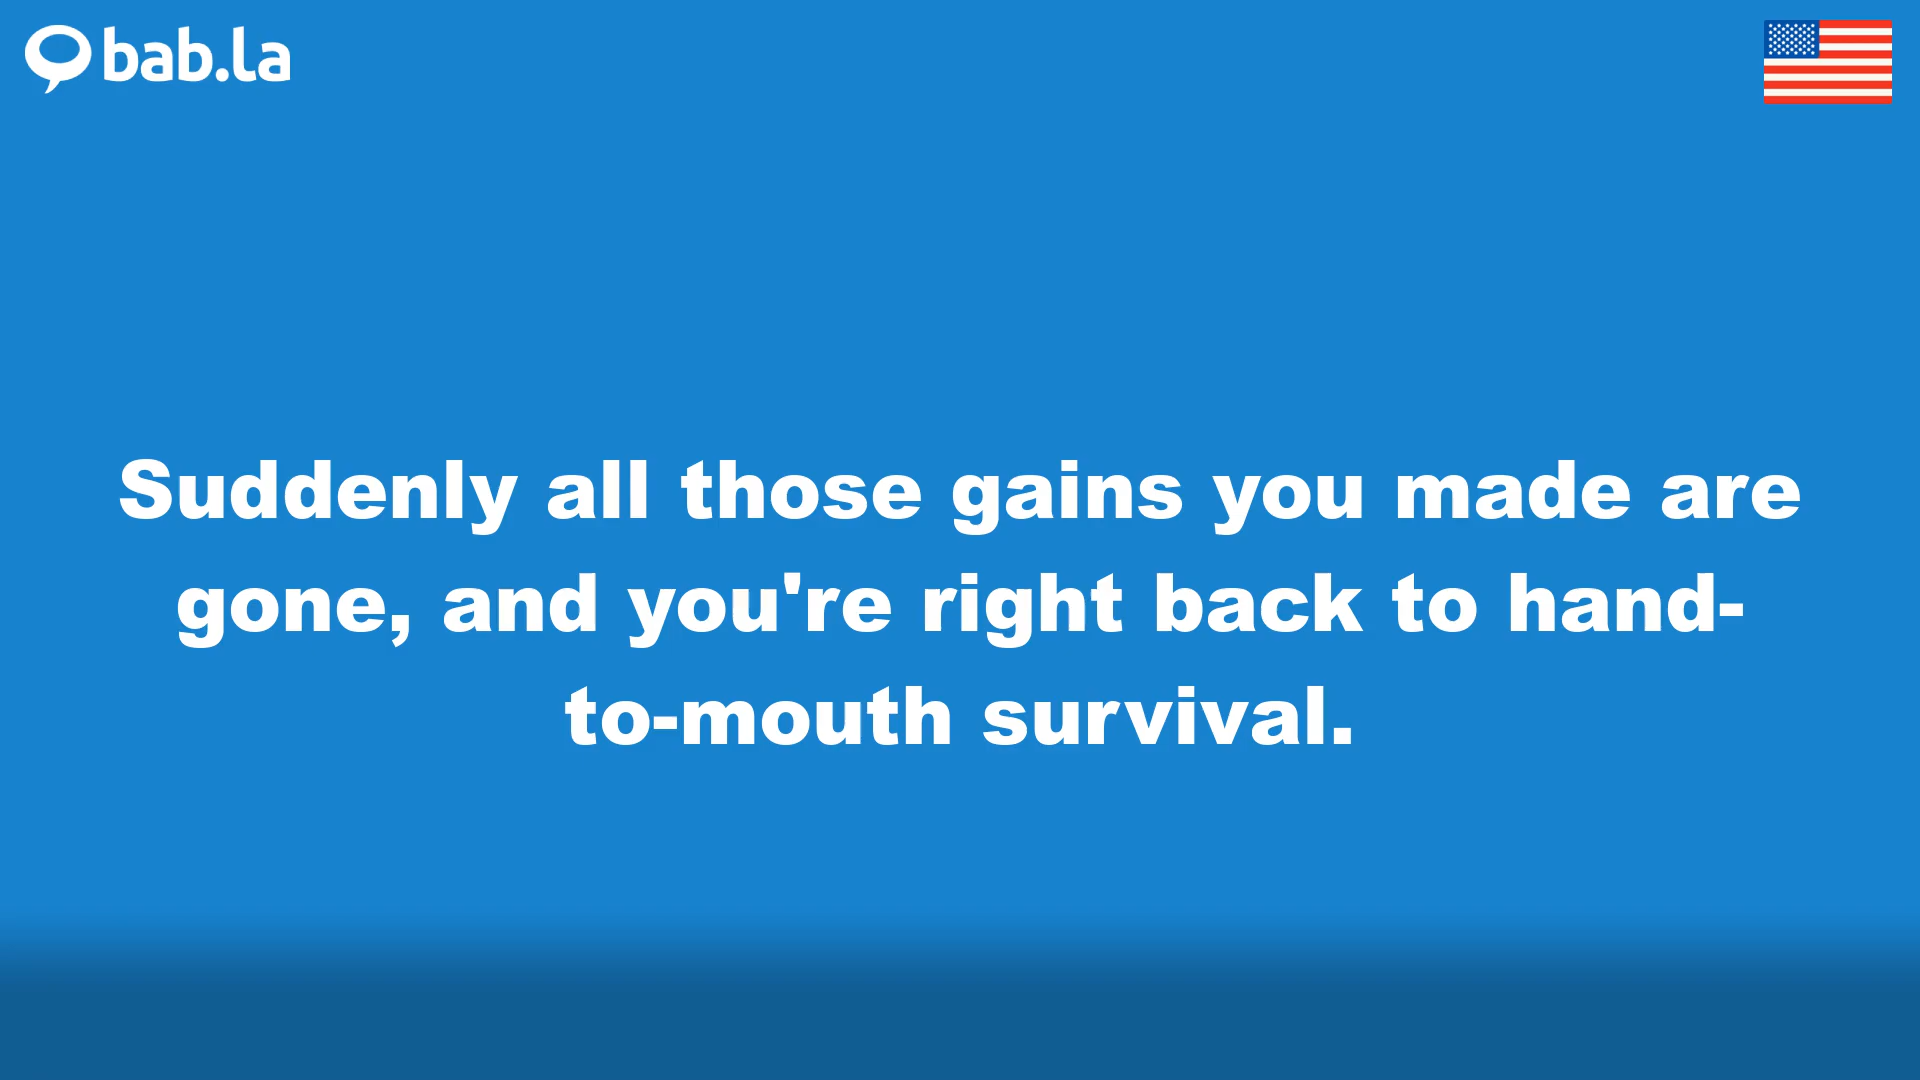 bab.la
Suddenly all those gains you made are
gone, and you're right back to hand-
to-mouth survival.